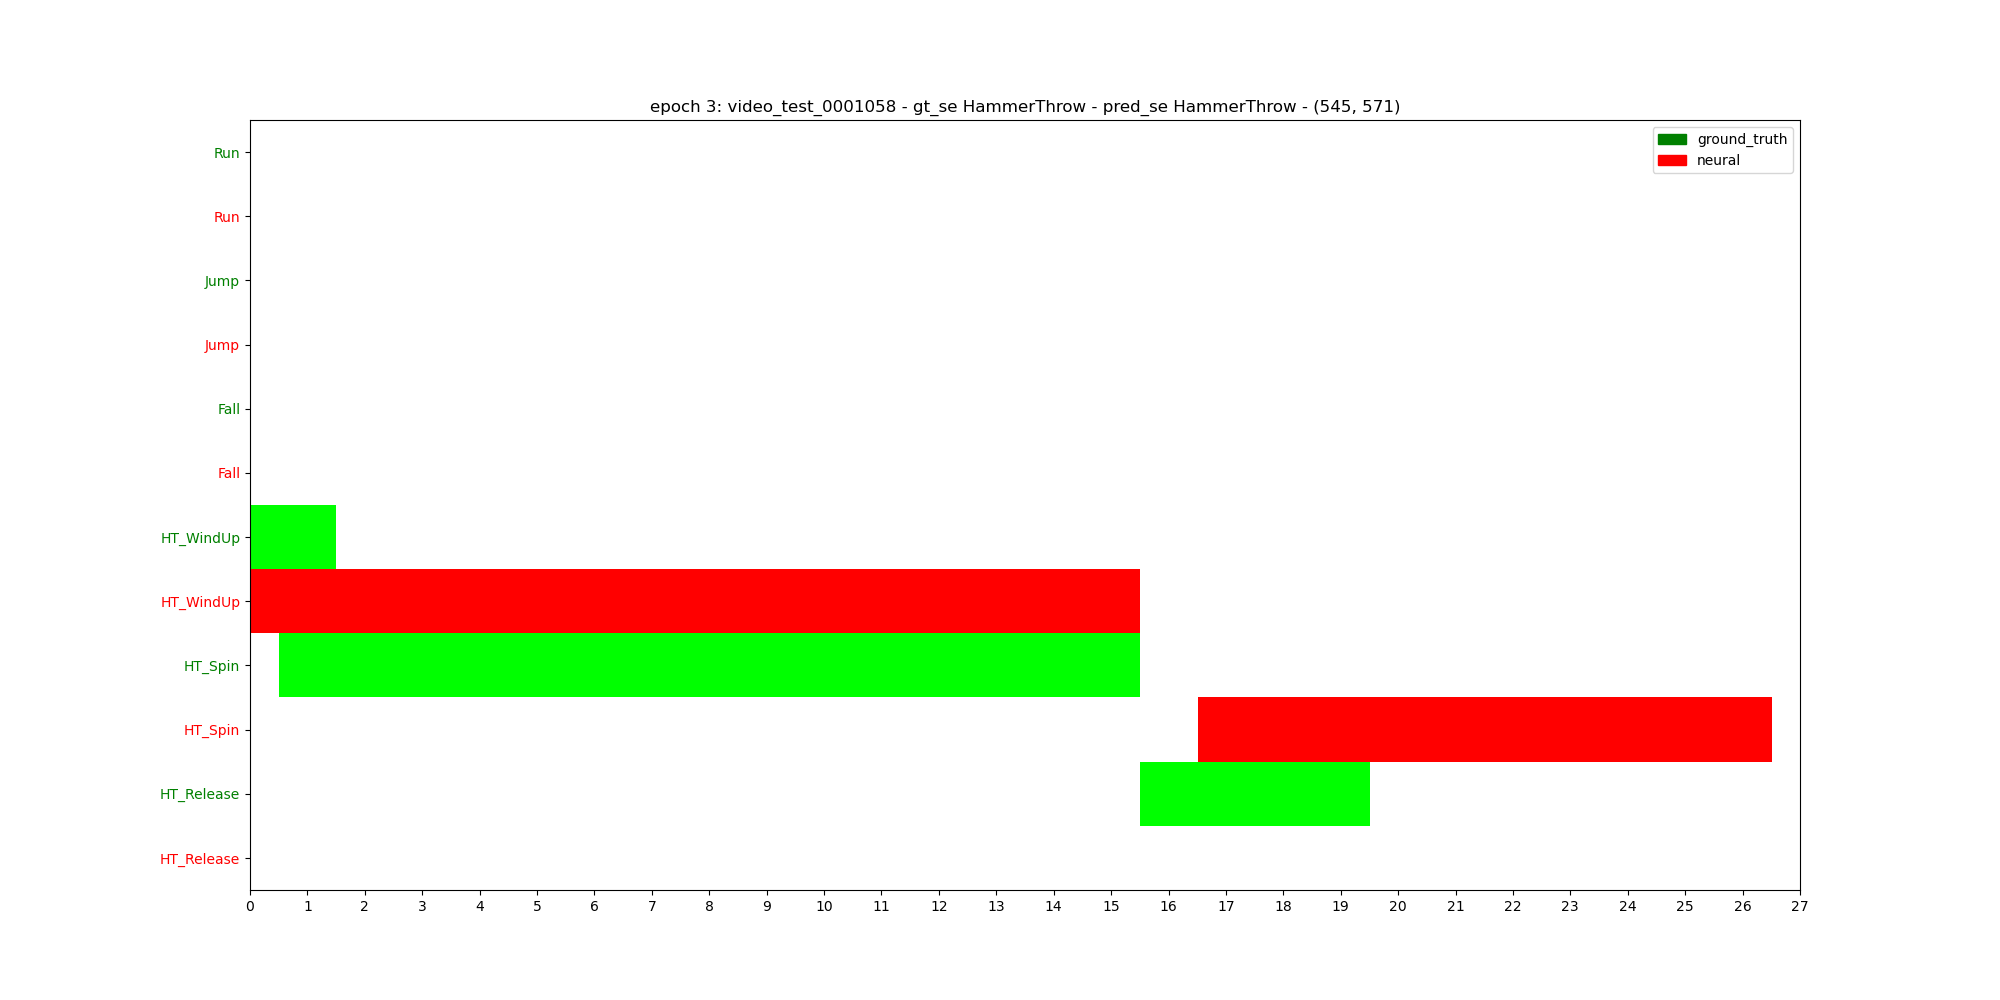 epoch 3: video_test_0001058 - gt_se HammerThrow - pred_se HammerThrow - (545, 571)
ground_truth
neural
Run
Run
Jump
Jump
Fall
Fall
HT_WindUp
HT_WindUp
HT_Spin
HT_Spin
HT_Release
HT_Release
0 1 2 3 4 5 6 7 8 9 10 11 12 13 14 15 16 17 18 19 20 21 22 23 24 25 26 27